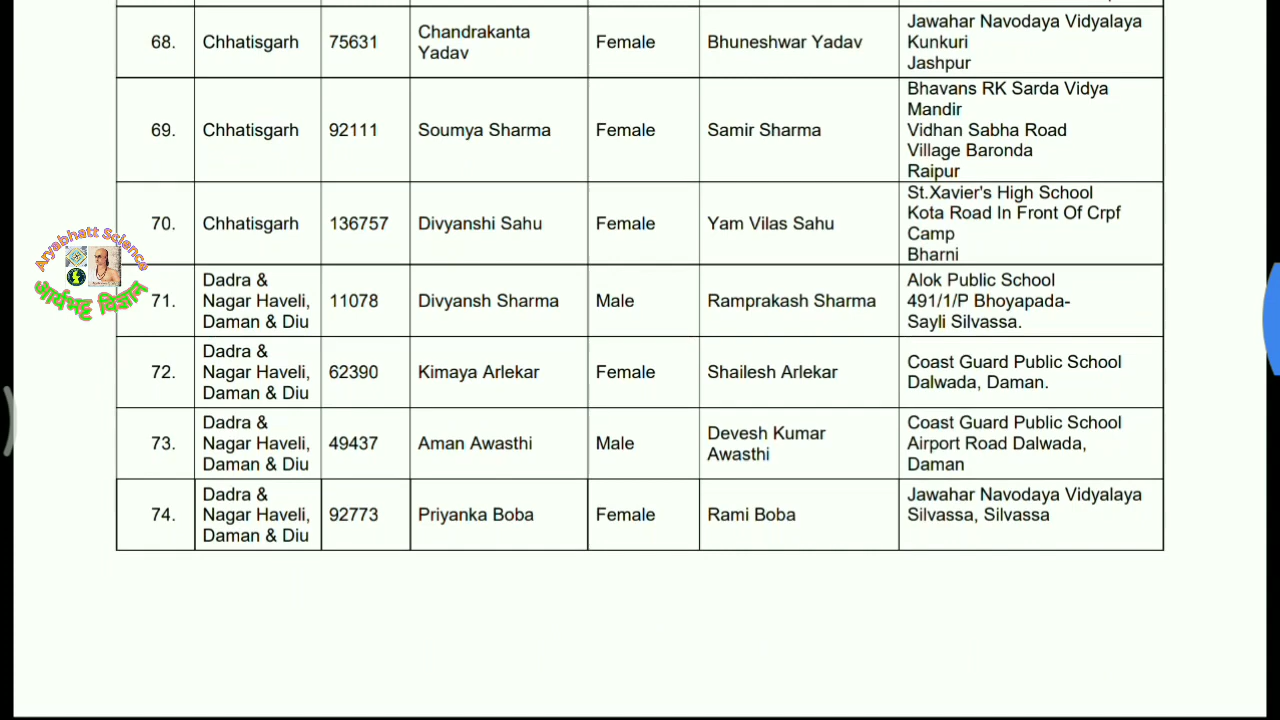 68. Chhatisgarh 75631 Chandrakanta Yadav Female Bhuneshwar Yadav Jawahar Navodaya Vidyalaya
Kunkuri
Jashpur
69. Chhatisgarh 92111 Soumya Sharma Female Samir Sharma Bhavans RK Sarda Vidya
Mandir
Vidhan Sabha Road
Village Baronda
Raipur
70. Chhatisgarh 136757 Divyanshi Sahu Female Yam Vilas Sahu St.Xavier's High School
Kota Road In Front Of Crpf
Camp
Bharni
Aryabhatt Science
आर्यभट्ट विज्ञान
71. Dadra &
Nagar Haveli,
Daman & Diu 11078 Divyansh Sharma Male Ramprakash Sharma Alok Public School
491/1/P Bhoyapada-
Sayli Silvassa.
72. Dadra &
Nagar Haveli,
Daman & Diu 62390 Kimaya Arlekar Female Shailesh Arlekar Coast Guard Public School
Dalwada, Daman.
73. Dadra &
Nagar Haveli,
Daman & Diu 49437 Aman Awasthi Male Devesh Kumar
Awasthi Coast Guard Public School
Airport Road Dalwada,
Daman
74. Dadra &
Nagar Haveli,
Daman & Diu 92773 Priyanka Boba Female Rami Boba Jawahar Navodaya Vidyalaya
Silvassa, Silvassa